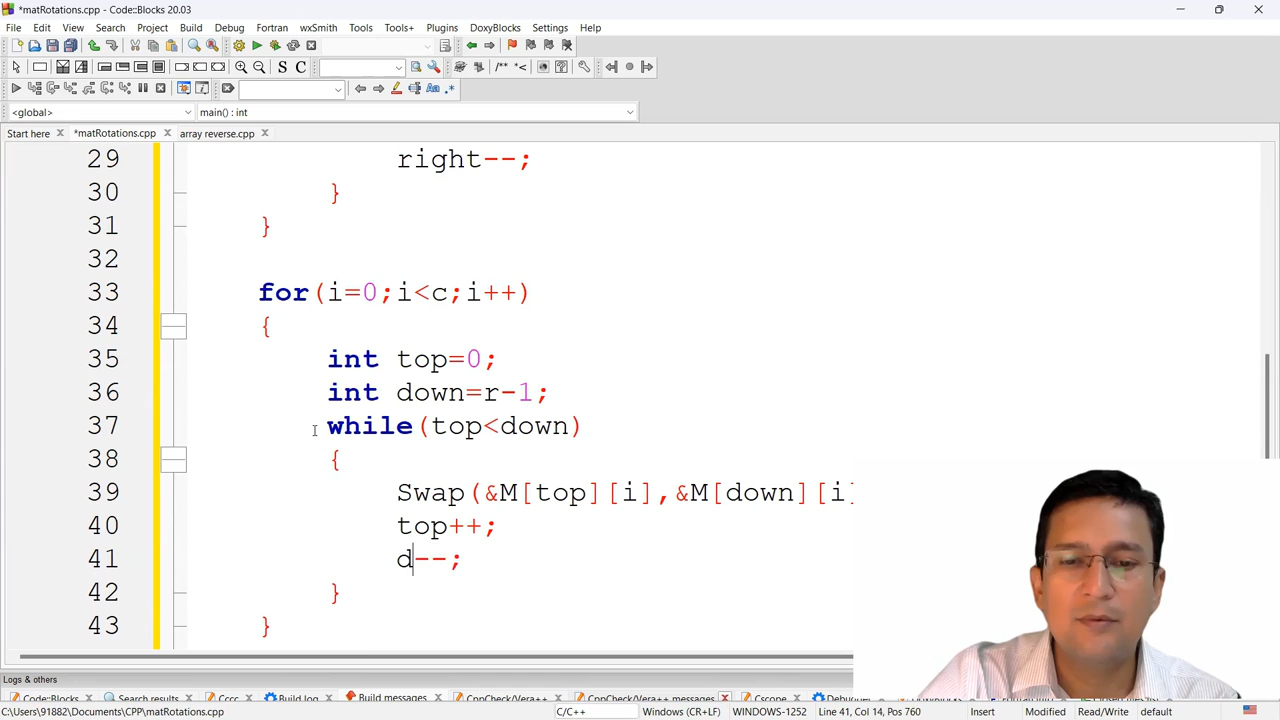 *matRotations.cpp - Code::Blocks 20.03
File Edit View Search Project Build Debug Fortran wxSmith Tools Tools+ Plugins DoxyBlocks Settings Help
S C /** *<
Aa .*
<global> main() : int
Start here *matRotations.cpp array reverse.cpp
29 right--;
30 }
31 }
32
33 for(i=0;i<c;i++)
34 {
35 int top=0;
36 int down=r-1;
37 while(top<down)
38 {
39 Swap(&M[top][i],&M[down][i]
40 top++;
41 d--;
42 }
43 }
Logs & others
Code::Blocks Search results Cccc Build log Build messages CppCheck/Vera++ CppCheck/Vera++ messages Cscope
C:\Users\91882\Documents\CPP\matRotations.cpp C/C++ Windows (CR+LF) WINDOWS-1252 Line 41, Col 14, Pos 760 Insert Modified Read/Write default